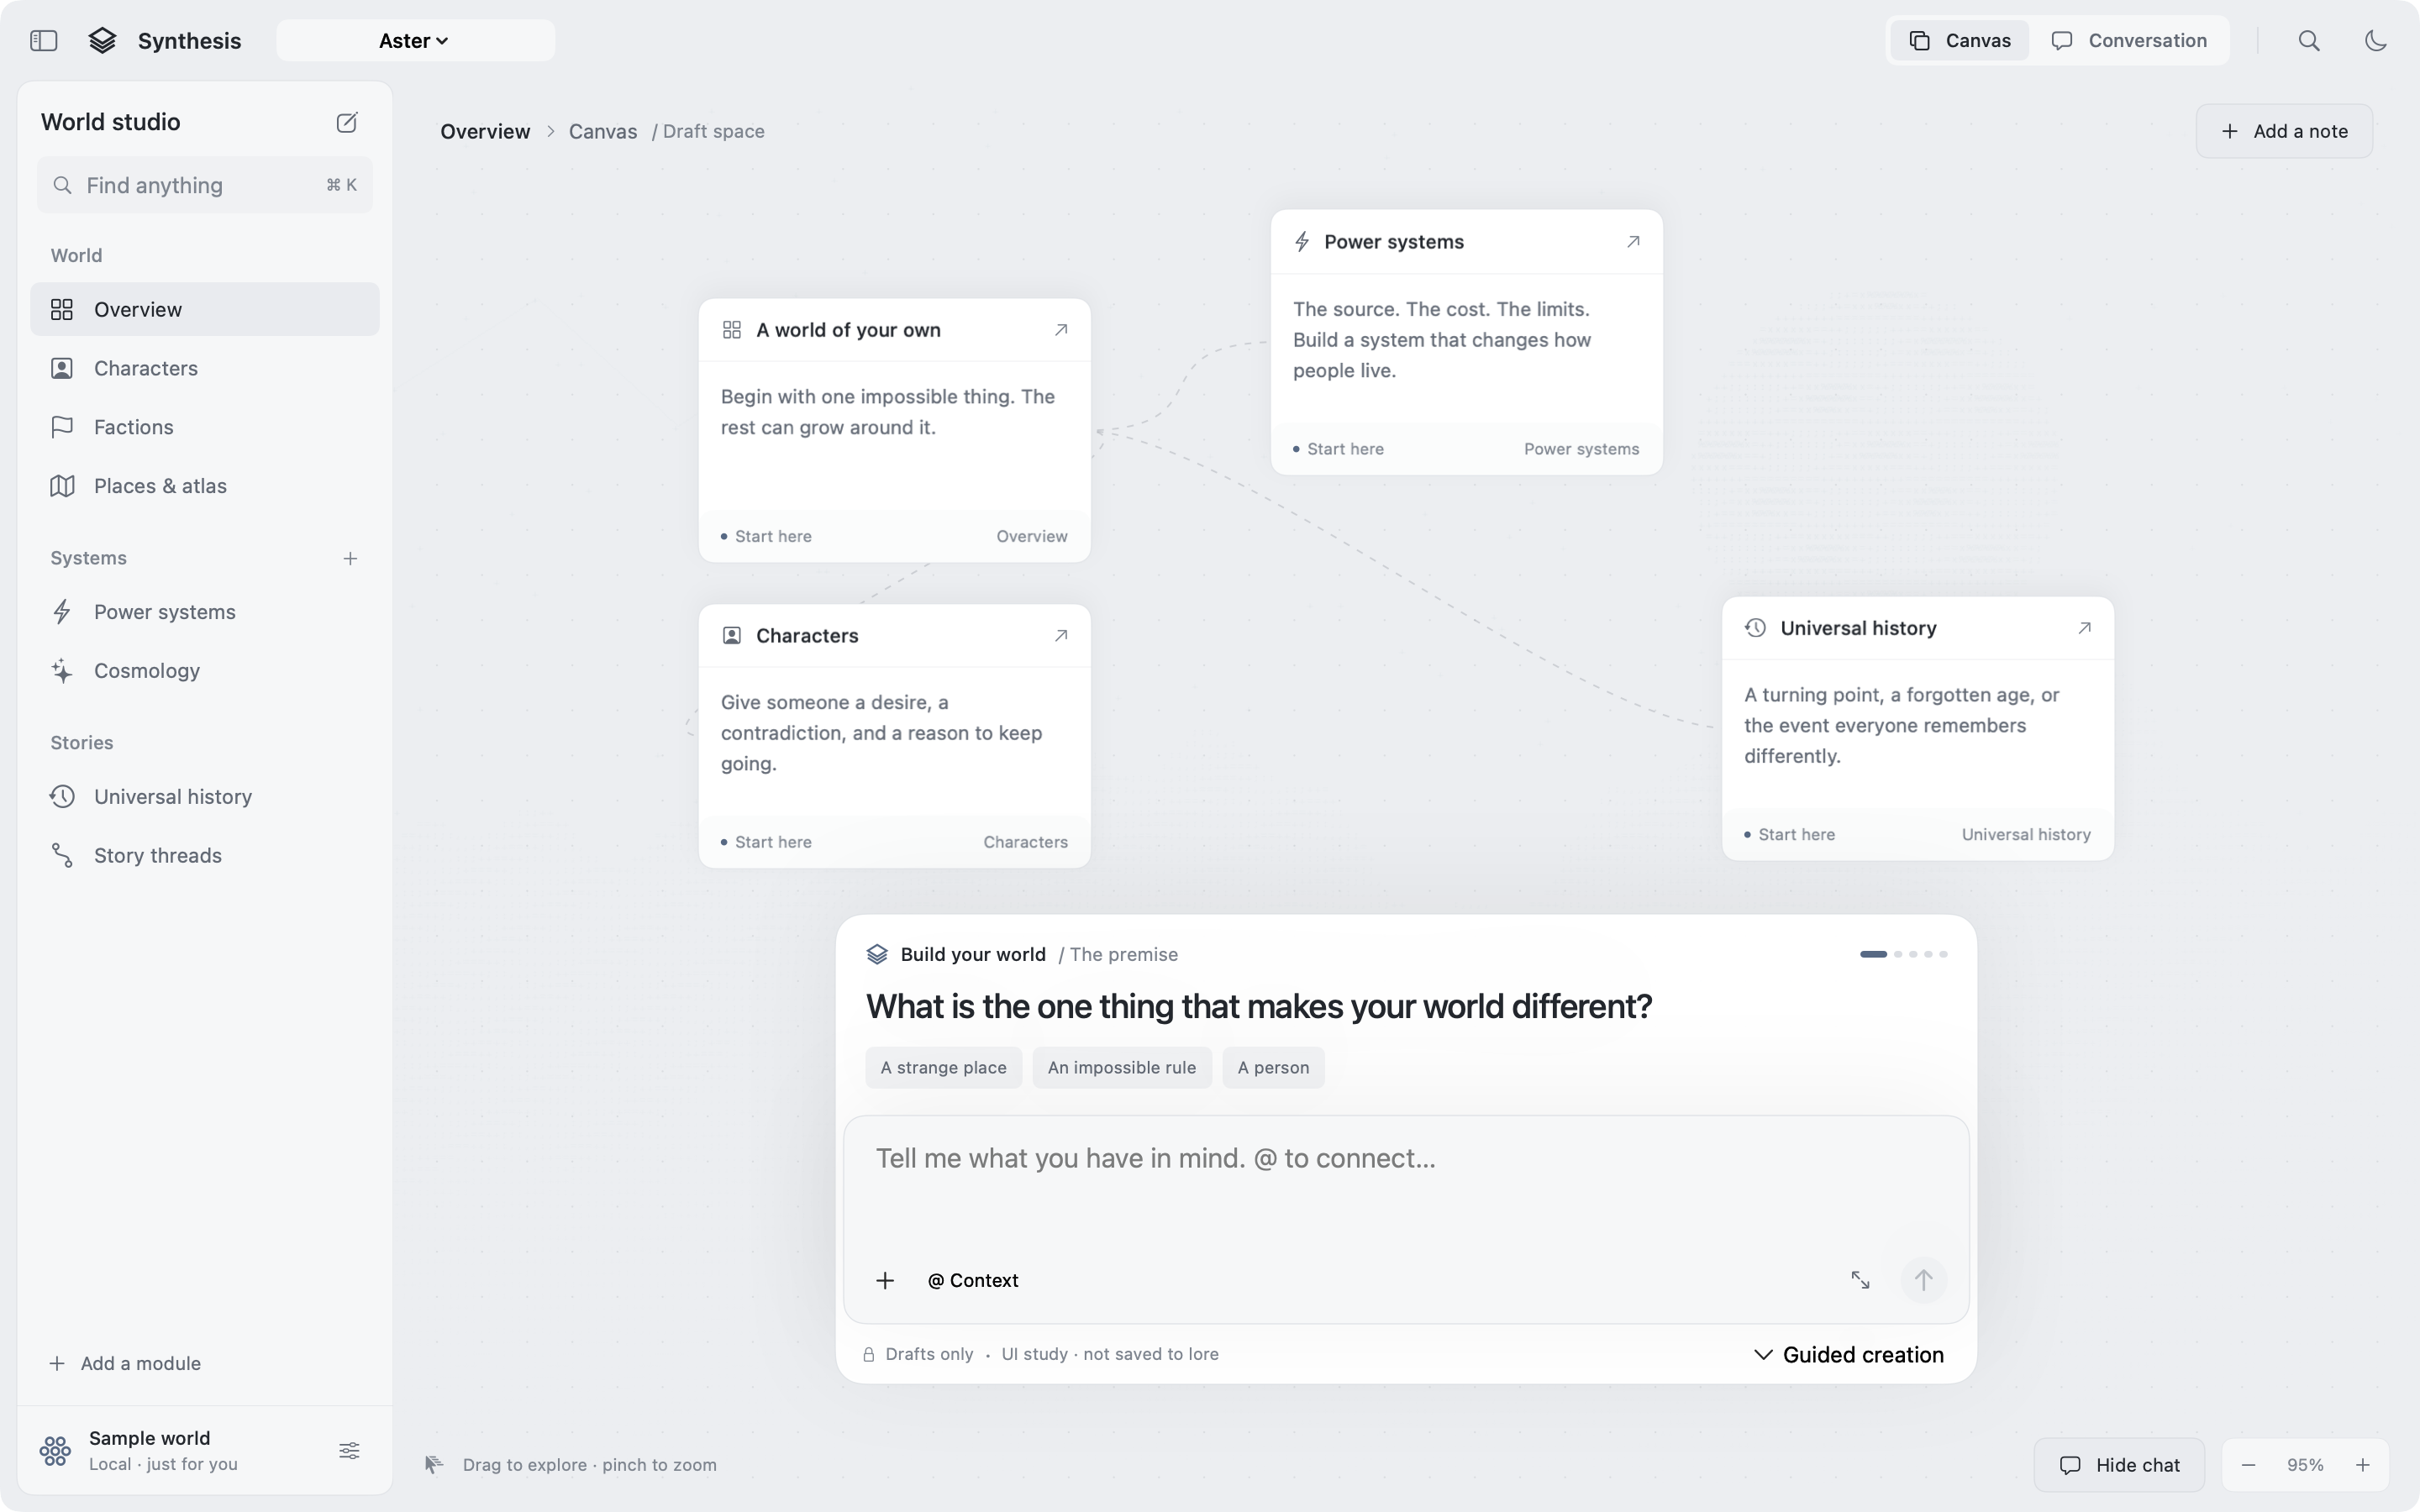 Synthesis
Aster
Canvas
Conversation
World studio
Find anything
⌘ K
World
Overview
Characters
Factions
Places & atlas
Systems
Power systems
Cosmology
Stories
Universal history
Story threads
Add a module
Sample world
Local · just for you
Overview > Canvas / Draft space
Add a note
A world of your own
Begin with one impossible thing. The
rest can grow around it.
Start here
Overview
Power systems
The source. The cost. The limits.
Build a system that changes how
people live.
Start here
Power systems
Characters
Give someone a desire, a
contradiction, and a reason to keep
going.
Start here
Characters
Universal history
A turning point, a forgotten age, or
the event everyone remembers
differently.
Start here
Universal history
Build your world / The premise
What is the one thing that makes your world different?
A strange place
An impossible rule
A person
Tell me what you have in mind. @ to connect...
@ Context
Drafts only · UI study · not saved to lore
Guided creation
Drag to explore · pinch to zoom
Hide chat
95%